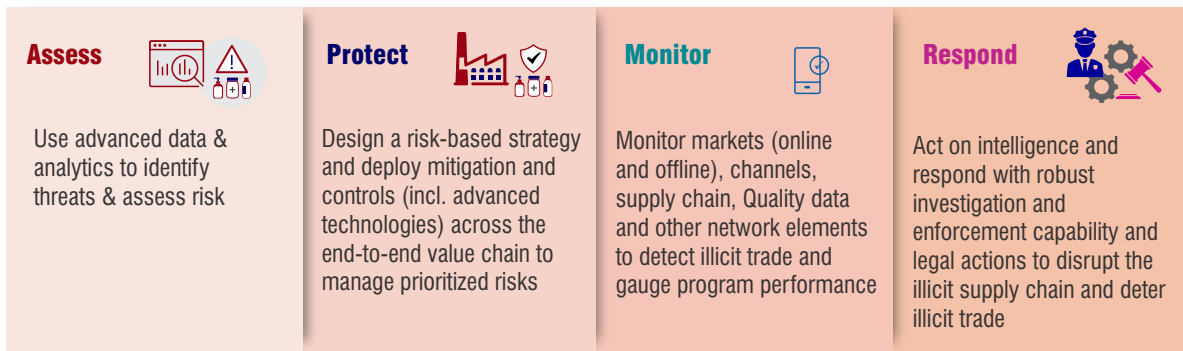 Assess
Use advanced data &
analytics to identify
threats & assess risk
Protect
Design a risk-based strategy
and deploy mitigation and
controls (incl. advanced
technologies) across the
end-to-end value chain to
manage prioritized risks
Monitor
Monitor markets (online
and offline), channels,
supply chain, Quality data
and other network elements
to detect illicit trade and
gauge program performance
Respond
Act on intelligence and
respond with robust
investigation and
enforcement capability and
legal actions to disrupt the
illicit supply chain and deter
illicit trade